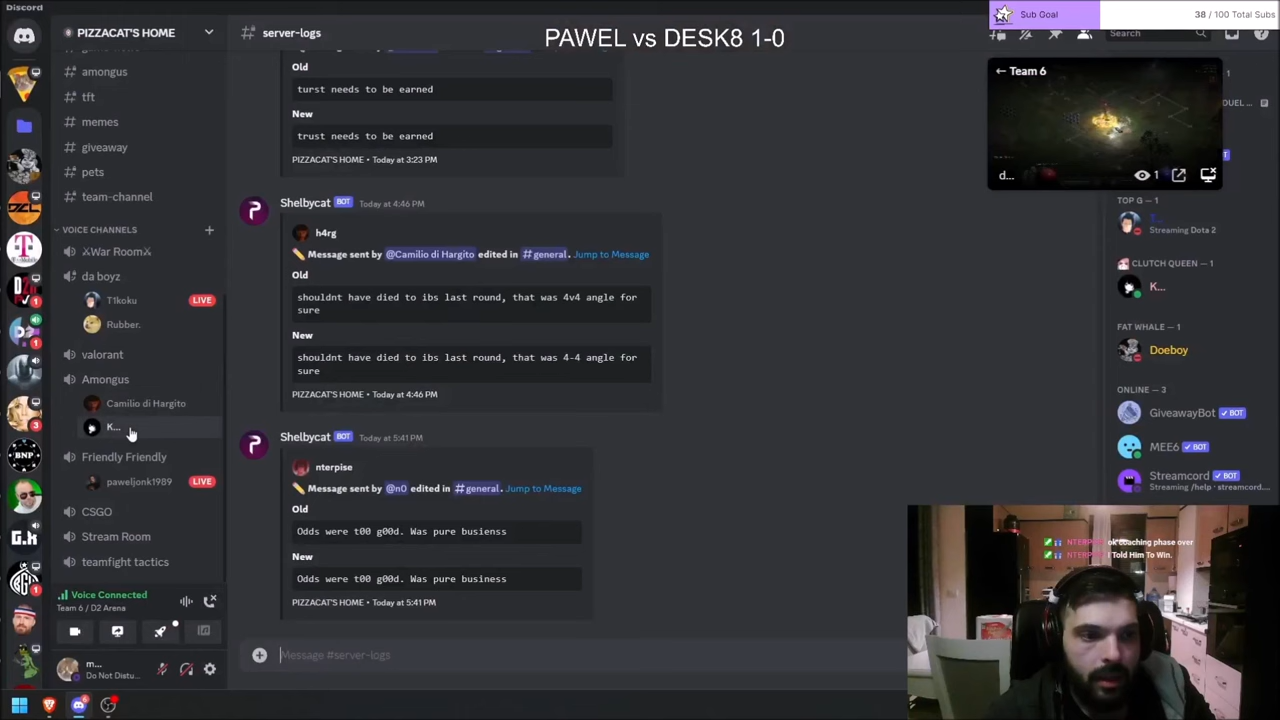 Discord
Sub Goal
38 / 100 Total Subs
PIZZACAT'S HOME
server-logs
PAWEL vs DESK8 1-0
Search
amongus
tft
memes
giveaway
pets
team-channel
VOICE CHANNELS
⚔War Room⚔
da boyz
T1koku
LIVE
Rubber.
valorant
Amongus
Camilio di Hargito
K...
Friendly Friendly
paweljonk1989
LIVE
CSGO
Stream Room
teamfight tactics
Voice Connected
Team 6 / D2 Arena
m...
Do Not Distu...
Old
turst needs to be earned
New
trust needs to be earned
PIZZACAT'S HOME • Today at 3:23 PM
Shelbycat BOT Today at 4:46 PM
h4rg
Message sent by @Camilio di Hargito edited in #general. Jump to Message
Old
shouldnt have died to ibs last round, that was 4v4 angle for
sure
New
shouldnt have died to ibs last round, that was 4-4 angle for
sure
PIZZACAT'S HOME • Today at 4:46 PM
Shelbycat BOT Today at 5:41 PM
nterpise
Message sent by @n0 edited in #general. Jump to Message
Old
Odds were t00 g00d. Was pure busienss
New
Odds were t00 g00d. Was pure business
PIZZACAT'S HOME • Today at 5:41 PM
Message #server-logs
Team 6
d...
1
TOP G — 1
T...
Streaming Dota 2
CLUTCH QUEEN — 1
K...
FAT WHALE — 1
Doeboy
ONLINE — 3
GiveawayBot BOT
MEE6 BOT
Streamcord BOT
Streaming /help · streamcord....
ok coaching phase over
I Told Him To Win.